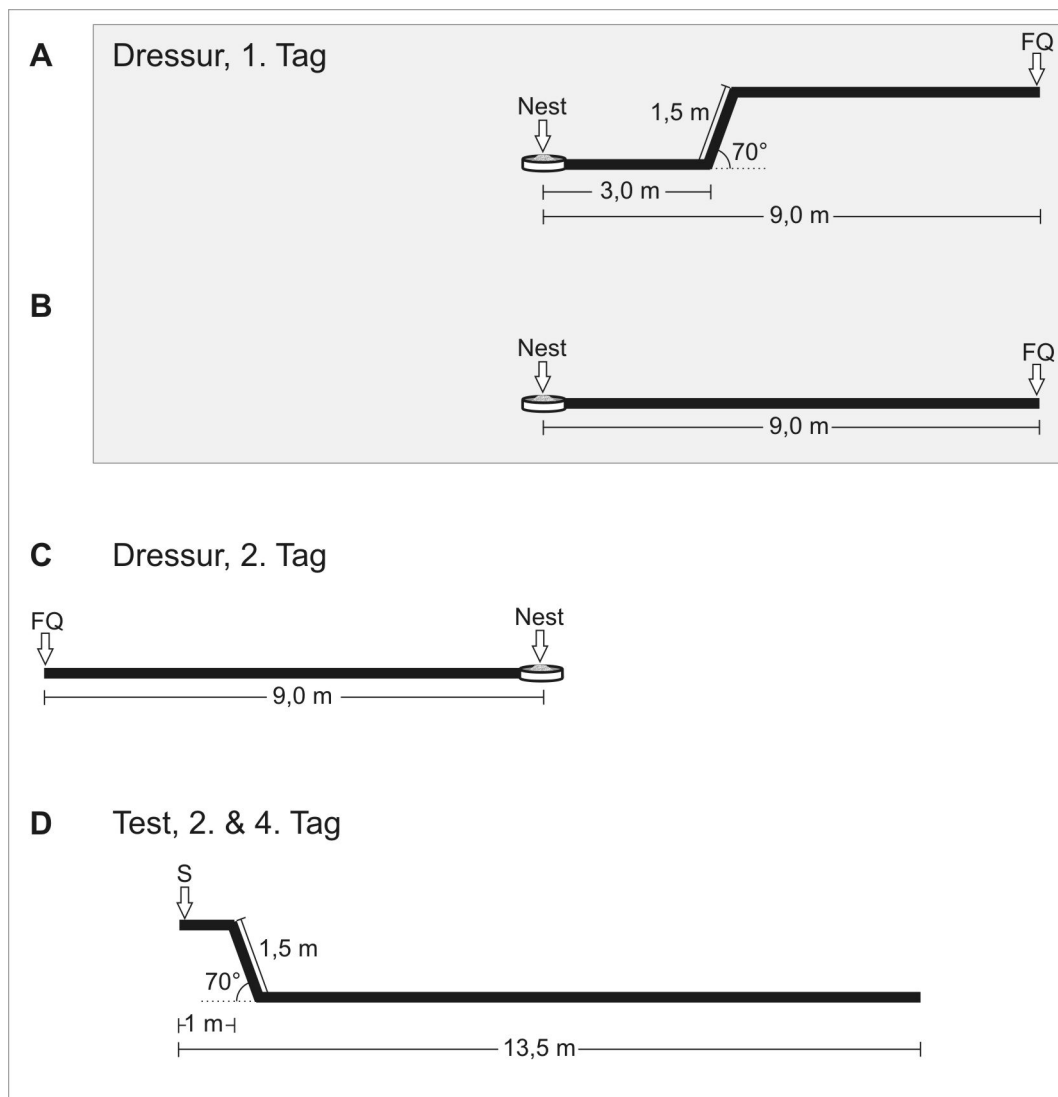 A Dressur, 1. Tag
FQ
Nest
1,5 m
70°
3,0 m
9,0 m
B
Nest
FQ
9,0 m
C Dressur, 2. Tag
FQ
Nest
9,0 m
D Test, 2. & 4. Tag
S
1,5 m
70°
1 m
13,5 m